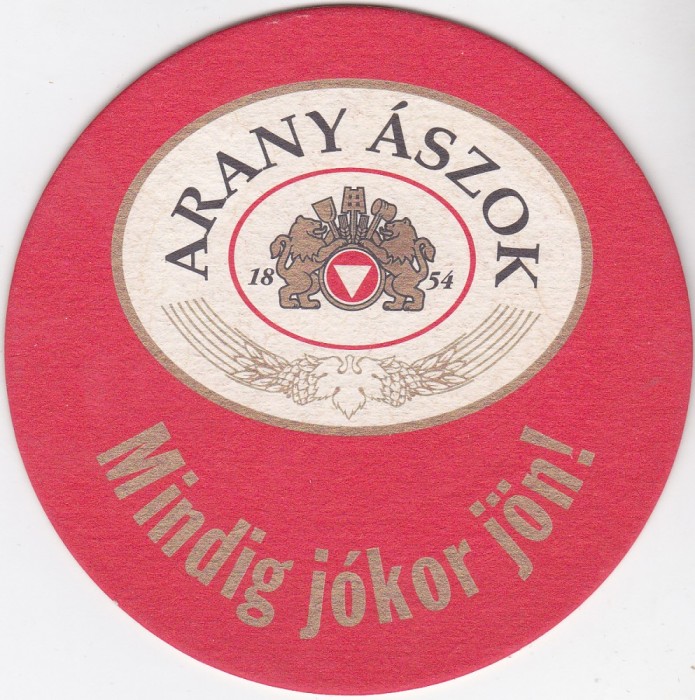 ARANY ÁSZOK
18 54
Mindig jókor jön!